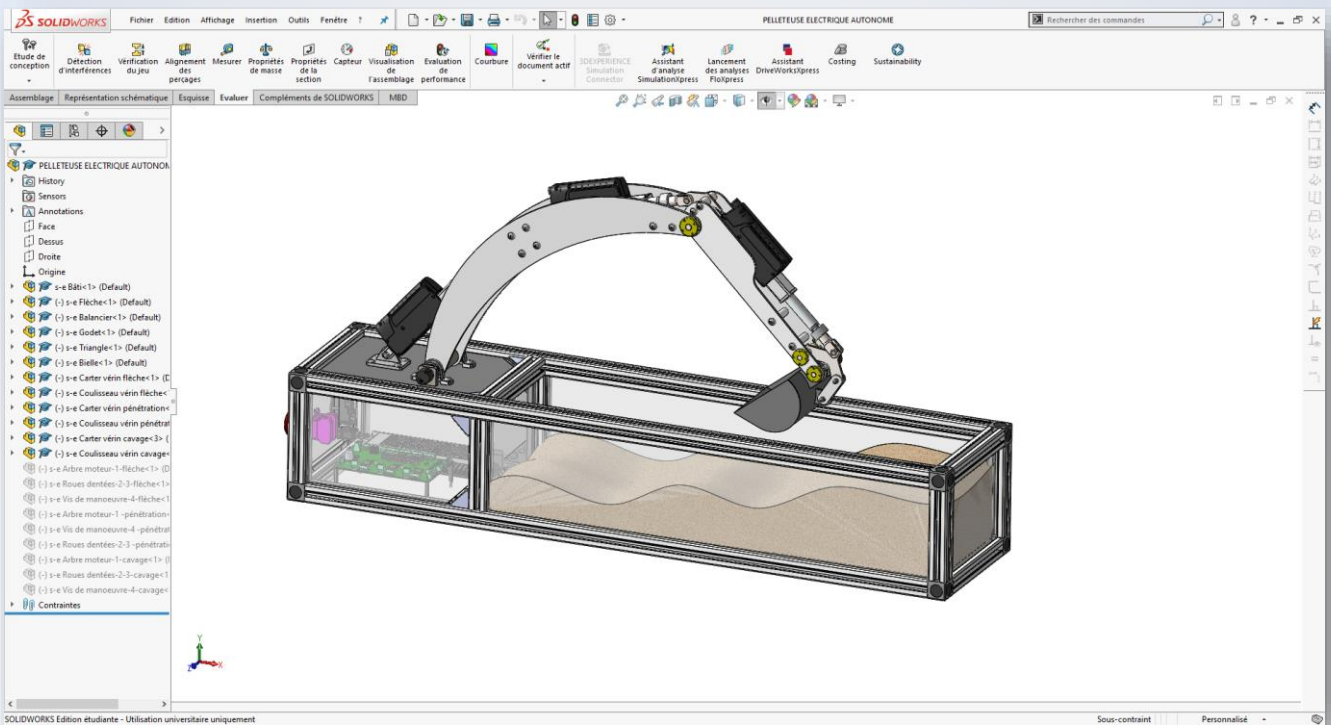 SOLIDWORKS
Fichier Edition Affichage Insertion Outils Fenêtre ?
PELLETEUSE ELECTRIQUE AUTONOME
Rechercher des commandes
Etude de conception
Détection d'interférences
Vérification du jeu
Alignement des perçages
Mesurer
Propriétés de masse
Propriétés de la section
Capteur
Visualisation de l'assemblage
Evaluation de performance
Courbure
Vérifier le document actif
3DEXPERIENCE Simulation Connector
Assistant d'analyse SimulationXpress
Lancement des analyses FloXpress
Assistant DriveWorksXpress
Costing
Sustainability
Assemblage Représentation schématique Esquisse Evaluer Compléments de SOLIDWORKS MBD
PELLETEUSE ELECTRIQUE AUTONOM
History
Sensors
Annotations
Face
Dessus
Droite
Origine
s-e Bâti<1> (Default)
(-) s-e Flèche<1> (Default)
(-) s-e Balancier<1> (Default)
(-) s-e Godet<1> (Default)
(-) s-e Triangle<1> (Default)
(-) s-e Bielle<1> (Default)
(-) s-e Carter vérin flèche<1> (D
(-) s-e Coulisseau vérin flèche<
(-) s-e Carter vérin pénétration<
(-) s-e Coulisseau vérin pénétrat
(-) s-e Carter vérin cavage<3> (
(-) s-e Coulisseau vérin cavage<
(-) s-e Arbre moteur-1-flèche<1> (D
(-) s-e Roues dentées-2-3-flèche<1>
(-) s-e Vis de manoeuvre-4-flèche<1
(-) s-e Arbre moteur-1 -pénétration<
(-) s-e Vis de manoeuvre-4 -pénétrat
(-) s-e Roues dentées-2-3 -pénétrati
(-) s-e Arbre moteur-1-cavage<1> (
(-) s-e Roues dentées-2-3-cavage<1
(-) s-e Vis de manoeuvre-4-cavage<
Contraintes
Y
Z X
SOLIDWORKS Edition étudiante - Utilisation universitaire uniquement
Sous-contraint
Personnalisé